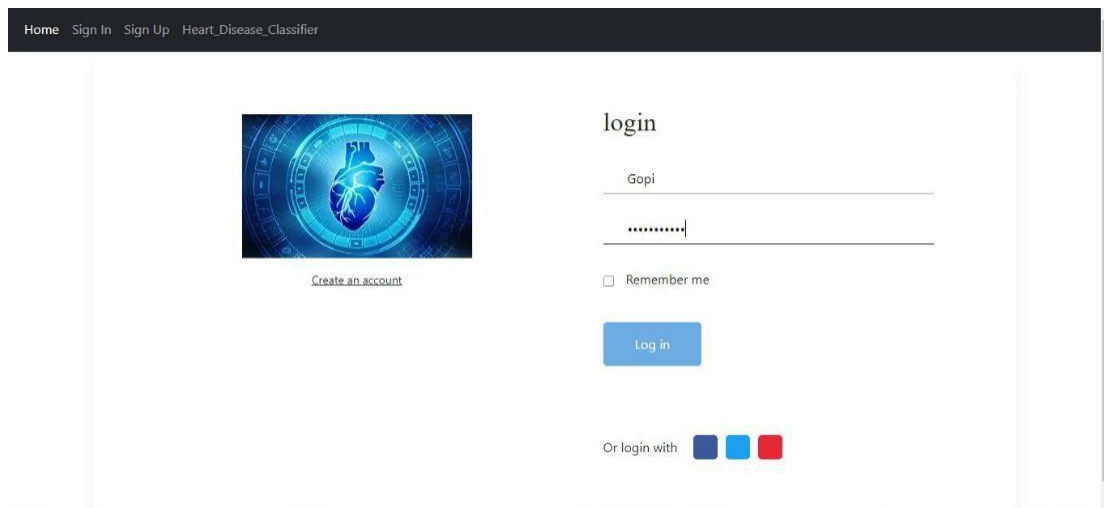 Home Sign In Sign Up Heart_Disease_Classifier
login
Gopi
•••••••••••
Create an account
Remember me
Log in
Or login with